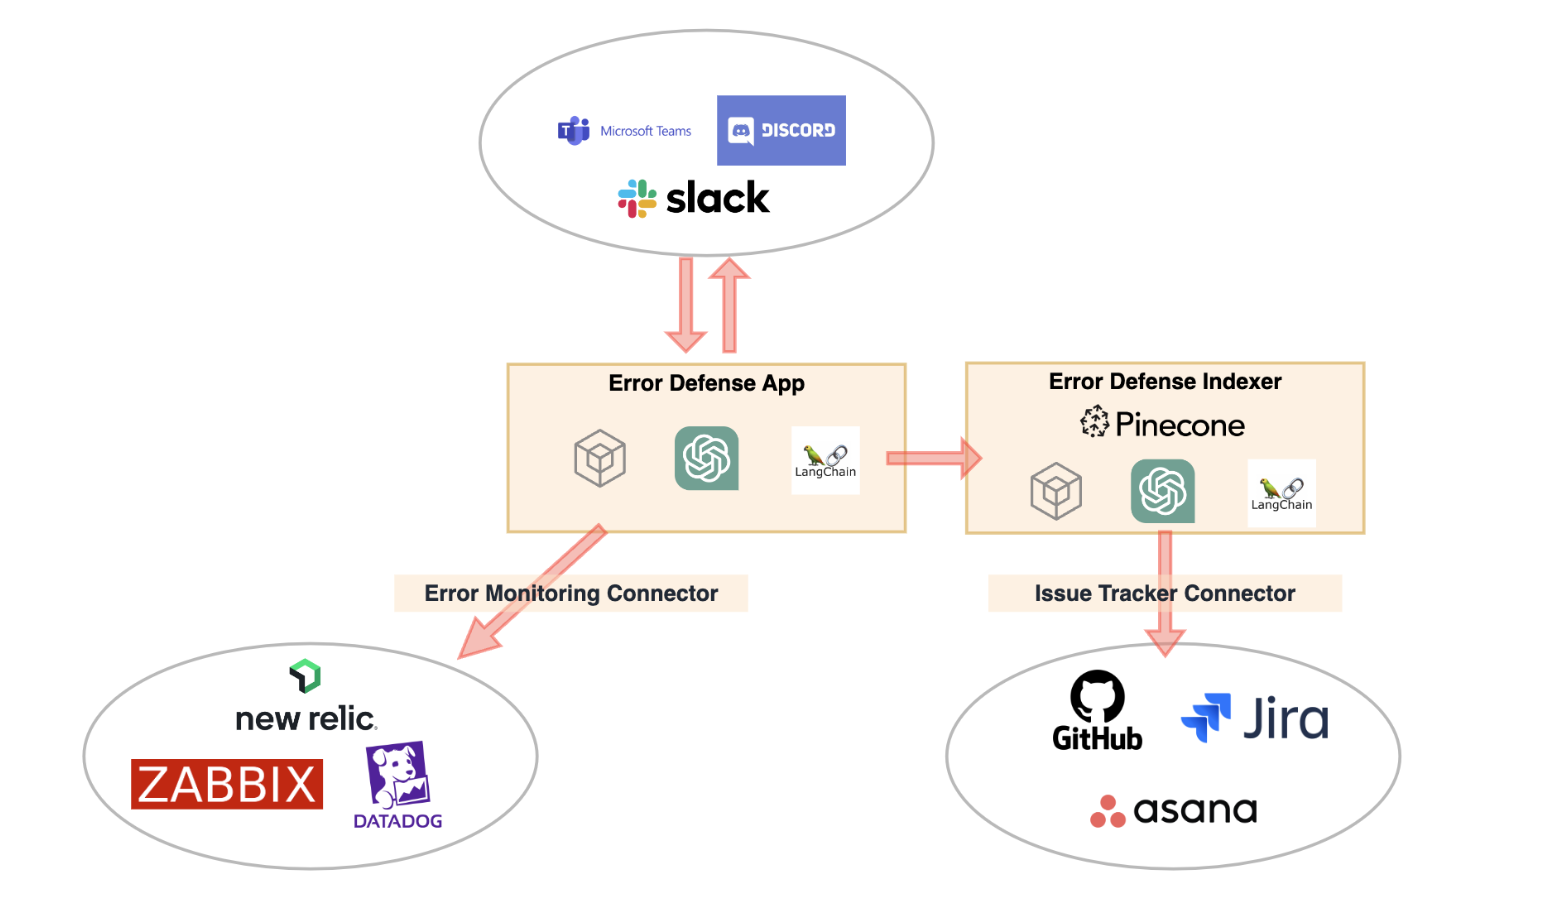 Microsoft Teams
DISCORD
slack
Error Defense App
LangChain
Error Defense Indexer
Pinecone
LangChain
Error Monitoring Connector
Issue Tracker Connector
new relic.
ZABBIX
DATADOG
GitHub
Jira
asana